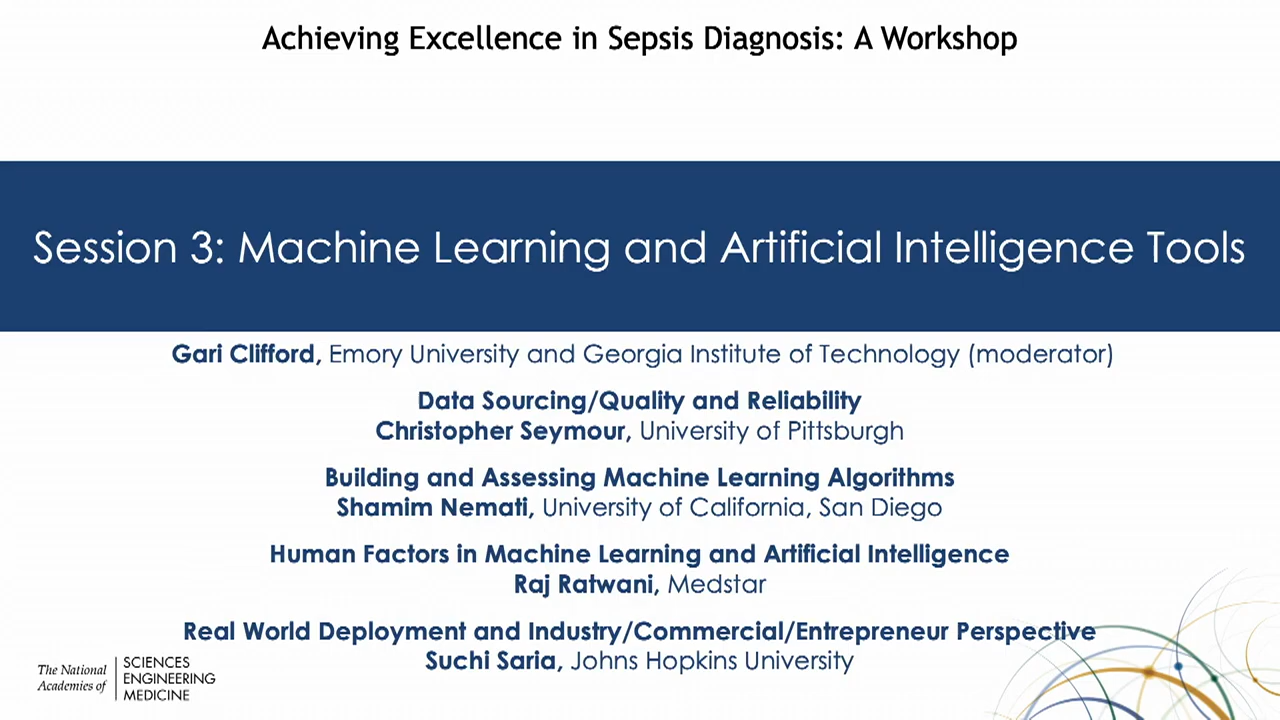 Achieving Excellence in Sepsis Diagnosis: A Workshop
Session 3: Machine Learning and Artificial Intelligence Tools
Gari Clifford, Emory University and Georgia Institute of Technology (moderator)
Data Sourcing/Quality and Reliability
Christopher Seymour, University of Pittsburgh
Building and Assessing Machine Learning Algorithms
Shamim Nemati, University of California, San Diego
Human Factors in Machine Learning and Artificial Intelligence
Raj Ratwani, Medstar
Real World Deployment and Industry/Commercial/Entrepreneur Perspective
Suchi Saria, Johns Hopkins University
The National
Academies of
SCIENCES
ENGINEERING
MEDICINE